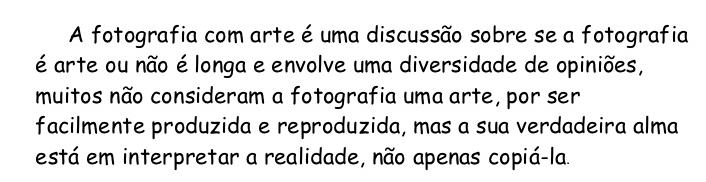 A fotografia com arte é uma discussão sobre se a fotografia
é arte ou não é longa e envolve uma diversidade de opiniões,
muitos não consideram a fotografia uma arte, por ser
facilmente produzida e reproduzida, mas a sua verdadeira alma
está em interpretar a realidade, não apenas copiá-la.